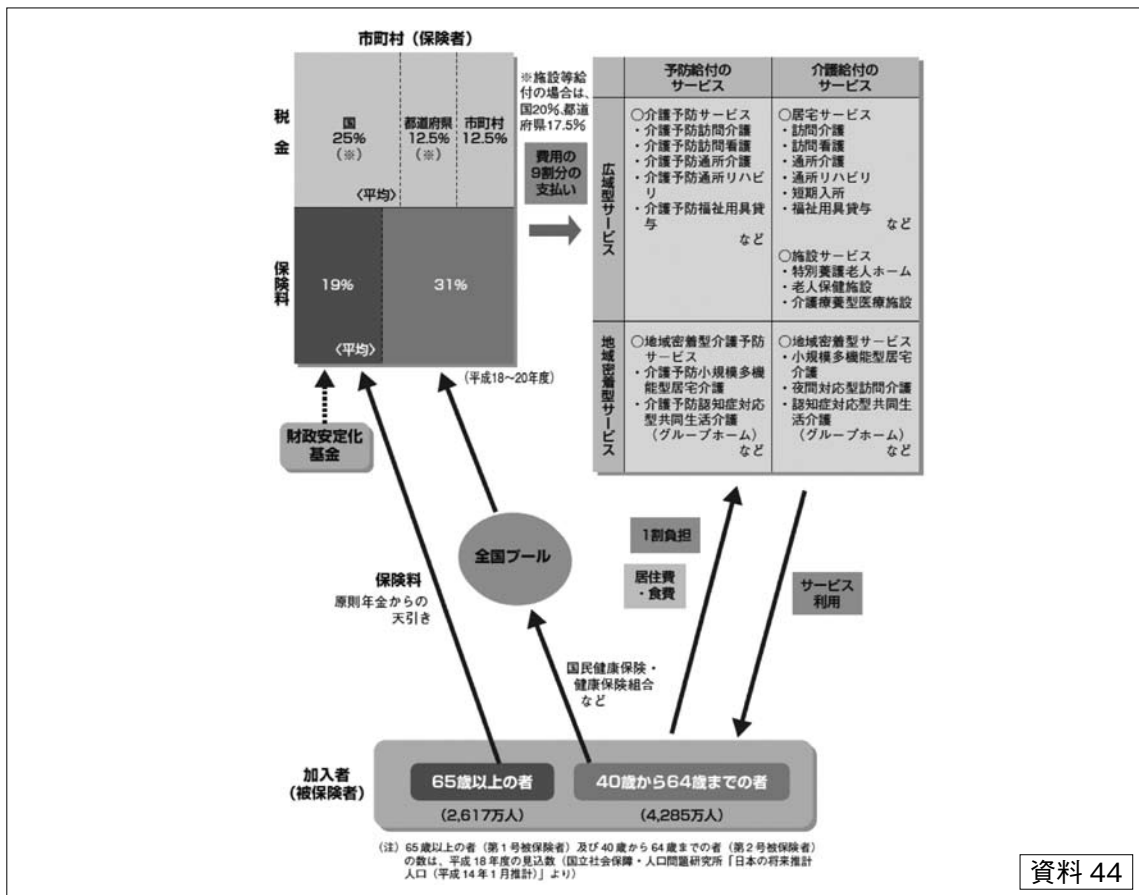 市町村（保険者）
税金
国
25%
（※）
〈平均〉
都道府県
12.5%
（※）
市町村
12.5%
保険料
19%
〈平均〉
31%
（平成18〜20年度）
※施設等給
付の場合は、
国20%、都道
府県17.5%
費用の
9割分の
支払い
予防給付の
サービス
介護給付の
サービス
広域型サービス
○介護予防サービス
・介護予防訪問介護
・介護予防訪問看護
・介護予防通所介護
・介護予防通所リハビ
リ
・介護予防福祉用具貸
与
など
○居宅サービス
・訪問介護
・訪問看護
・通所介護
・通所リハビリ
・短期入所
・福祉用具貸与
など
○施設サービス
・特別養護老人ホーム
・老人保健施設
・介護療養型医療施設
地域密着型サービス
○地域密着型介護予防
サービス
・介護予防小規模多機
能型居宅介護
・介護予防認知症対応
型共同生活介護
（グループホーム）
など
○地域密着型サービス
・小規模多機能型居宅
介護
・夜間対応型訪問介護
・認知症対応型共同生
活介護
（グループホーム）
など
財政安定化
基金
保険料
原則年金からの
天引き
全国プール
国民健康保険・
健康保険組合
など
1割負担
居住費
・食費
サービス
利用
加入者
（被保険者）
65歳以上の者
（2,617万人）
40歳から64歳までの者
（4,285万人）
（注）65歳以上の者（第1号被保険者）及び40歳から64歳までの者（第2号被保険者）
の数は、平成18年度の見込数（国立社会保障・人口問題研究所「日本の将来推計
人口（平成14年1月推計）」より）
資料 44